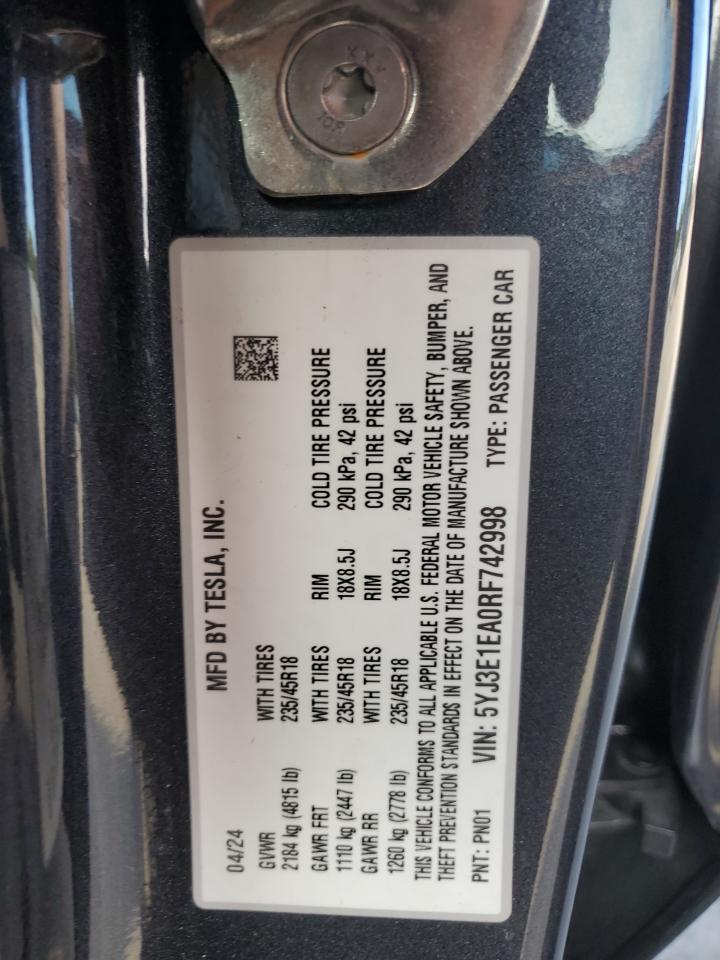 MFD BY TESLA, INC.
04/24
GVWR WITH TIRES
2184 kg (4815 lb) 235/45R18
GAWR FRT WITH TIRES RIM COLD TIRE PRESSURE
1110 kg (2447 lb) 235/45R18 18X8.5J 290 kPa, 42 psi
GAWR RR WITH TIRES RIM COLD TIRE PRESSURE
1260 kg (2778 lb) 235/45R18 18X8.5J 290 kPa, 42 psi
THIS VEHICLE CONFORMS TO ALL APPLICABLE U.S. FEDERAL MOTOR VEHICLE SAFETY, BUMPER, AND
THEFT PREVENTION STANDARDS IN EFFECT ON THE DATE OF MANUFACTURE SHOWN ABOVE.
PNT: PN01 VIN: 5YJ3E1EA0RF742998 TYPE: PASSENGER CAR